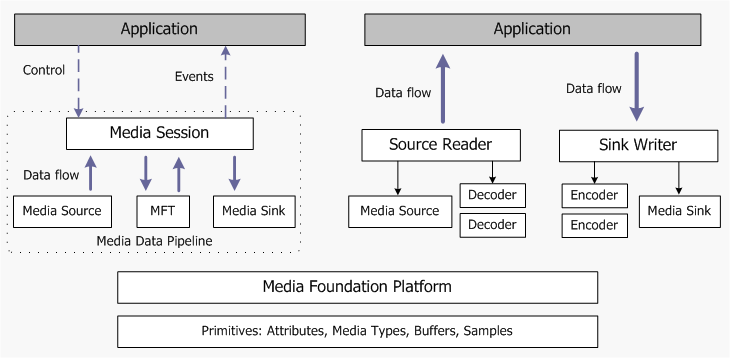 Application
Control
Events
Media Session
Data flow
Media Source
MFT
Media Sink
Media Data Pipeline
Application
Data flow
Data flow
Source Reader
Sink Writer
Media Source
Decoder
Decoder
Encoder
Encoder
Media Sink
Media Foundation Platform
Primitives: Attributes, Media Types, Buffers, Samples